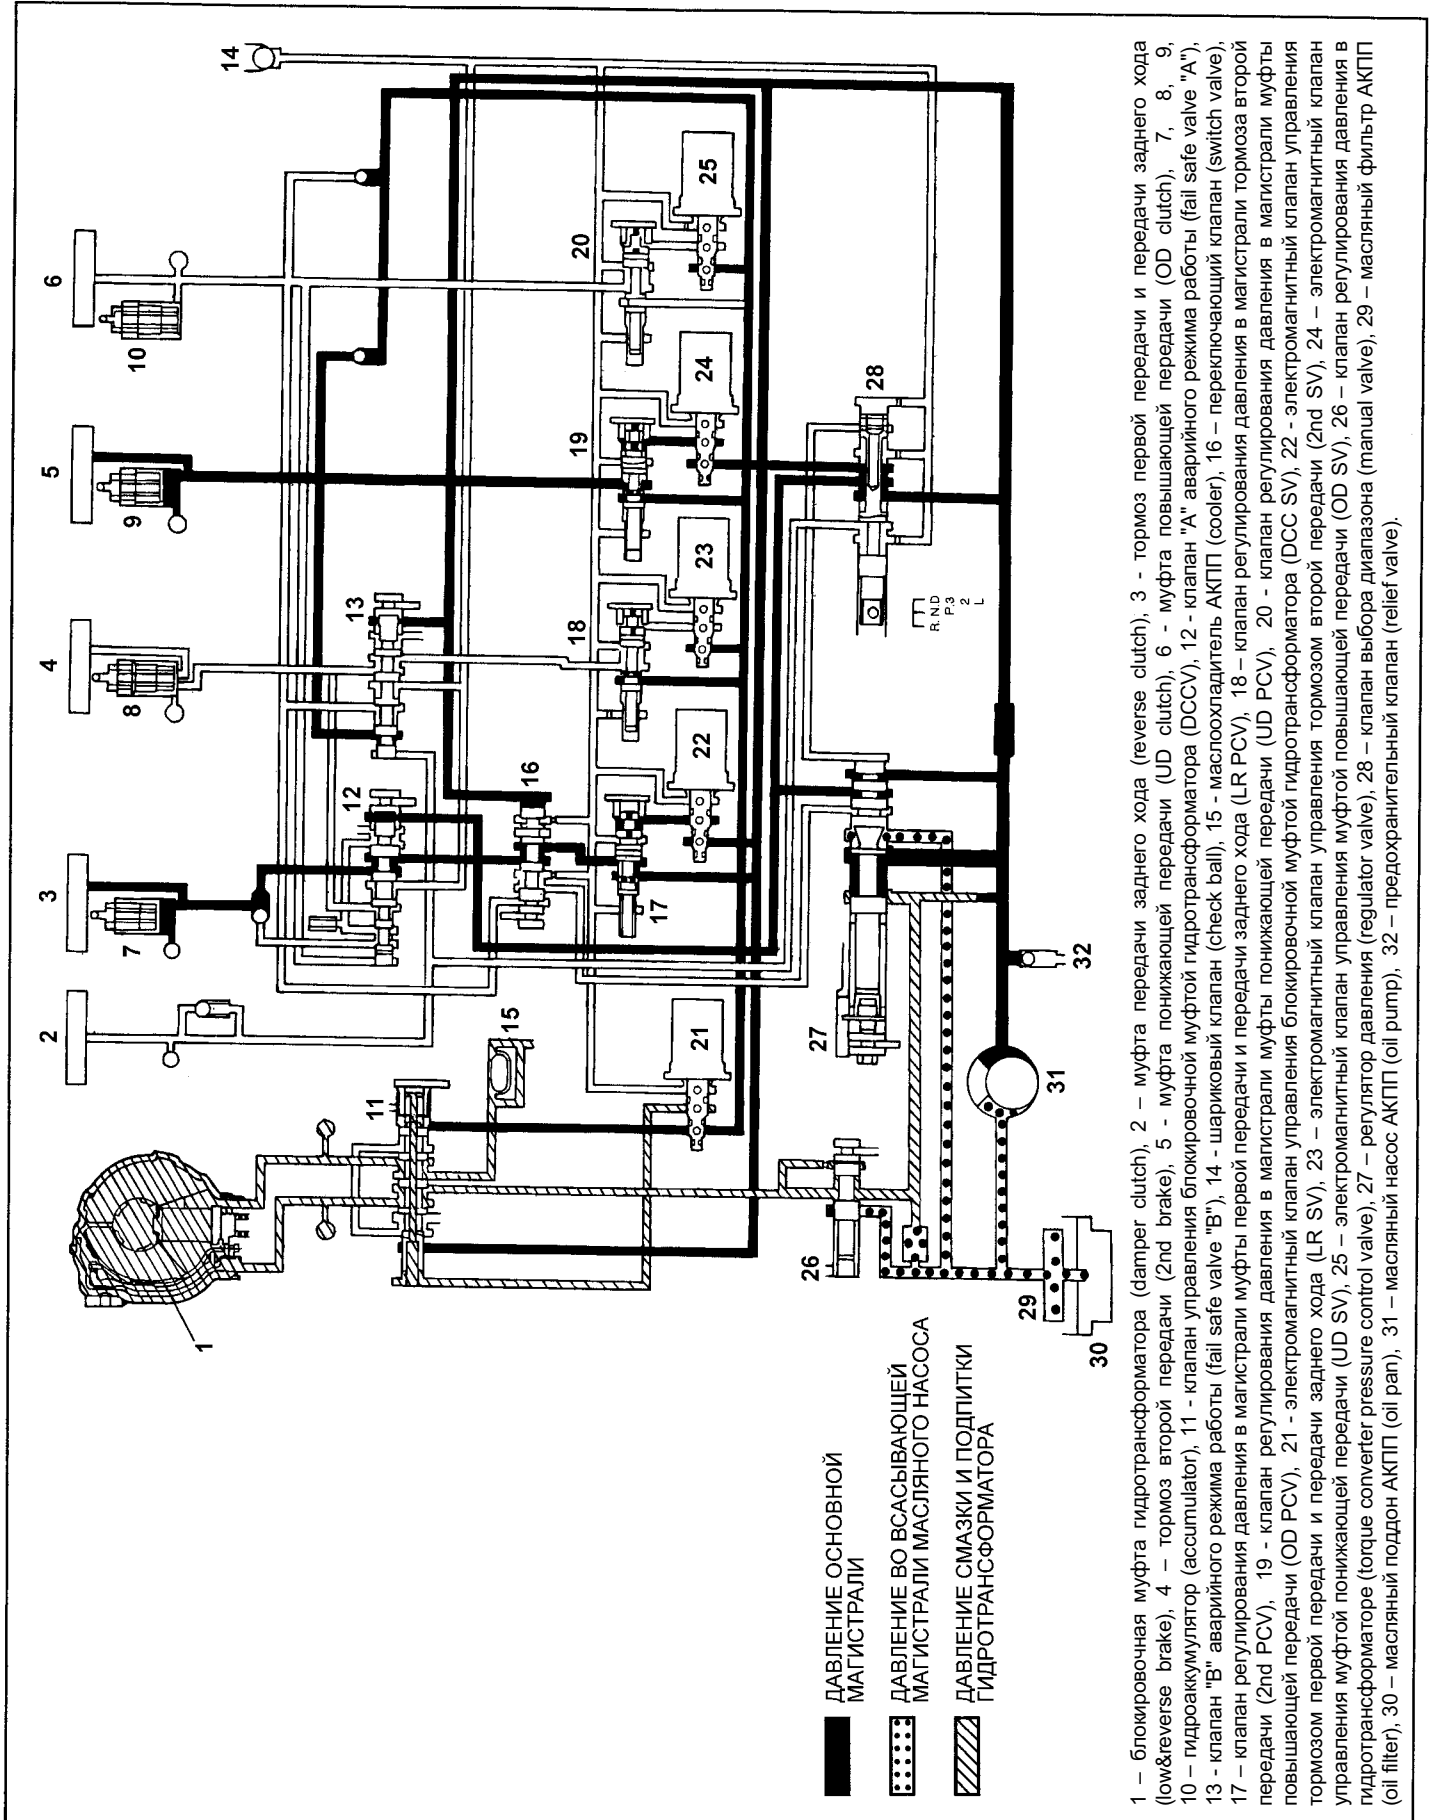 1
2
3
4
5
6
7
8
9
10
11
12
13
14
15
16
17
18
19
20
21
22
23
24
25
26
27
28
29
30
31
32
R. N.D
P.3
2
L
ДАВЛЕНИЕ ОСНОВНОЙ
МАГИСТРАЛИ
ДАВЛЕНИЕ ВО ВСАСЫВАЮЩЕЙ
МАГИСТРАЛИ МАСЛЯНОГО НАСОСА
ДАВЛЕНИЕ СМАЗКИ И ПОДПИТКИ
ГИДРОТРАНСФОРМАТОРА
1 – блокировочная муфта гидротрансформатора (damper clutch), 2 – муфта передачи заднего хода (reverse clutch), 3 - тормоз первой передачи и передачи заднего хода
(low&reverse brake), 4 – тормоз второй передачи (2nd brake), 5 - муфта понижающей передачи (UD clutch), 6 - муфта повышающей передачи (OD clutch), 7, 8, 9,
10 – гидроаккумулятор (accumulator), 11 - клапан управления блокировочной муфтой гидротрансформатора (DCCV), 12 - клапан "A" аварийного режима работы (fail safe valve "A"),
13 - клапан "B" аварийного режима работы (fail safe valve "B"), 14 - шариковый клапан (check ball), 15 - маслоохладитель АКПП (cooler), 16 – переключающий клапан (switch valve),
17 – клапан регулирования давления в магистрали муфты первой передачи и передачи заднего хода (LR PCV), 18 – клапан регулирования давления в магистрали тормоза второй
передачи (2nd PCV), 19 - клапан регулирования давления в магистрали муфты понижающей передачи (UD PCV), 20 - клапан регулирования давления в магистрали муфты
повышающей передачи (OD PCV), 21 - электромагнитный клапан управления блокировочной муфтой гидротрансформатора (DCC SV), 22 - электромагнитный клапан управления
тормозом первой передачи и передачи заднего хода (LR SV), 23 – электромагнитный клапан управления тормозом второй передачи (2nd SV), 24 – электромагнитный клапан
управления муфтой понижающей передачи (UD SV), 25 – электромагнитный клапан управления муфтой повышающей передачи (OD SV), 26 – клапан регулирования давления в
гидротрансформаторе (torque converter pressure control valve), 27 – регулятор давления (regulator valve), 28 – клапан выбора диапазона (manual valve), 29 – масляный фильтр АКПП
(oil filter), 30 – масляный поддон АКПП (oil pan), 31 – масляный насос АКПП (oil pump), 32 – предохранительный клапан (relief valve).